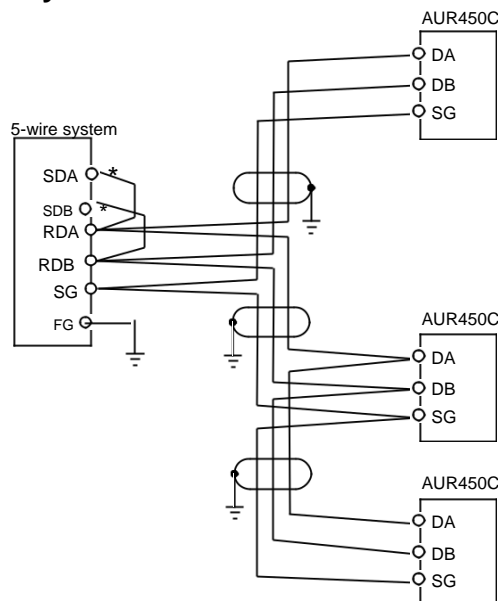 AUR450C
DA
DB
SG
5-wire system
SDA *
SDB *
RDA
RDB
SG
FG
AUR450C
DA
DB
SG
AUR450C
DA
DB
SG